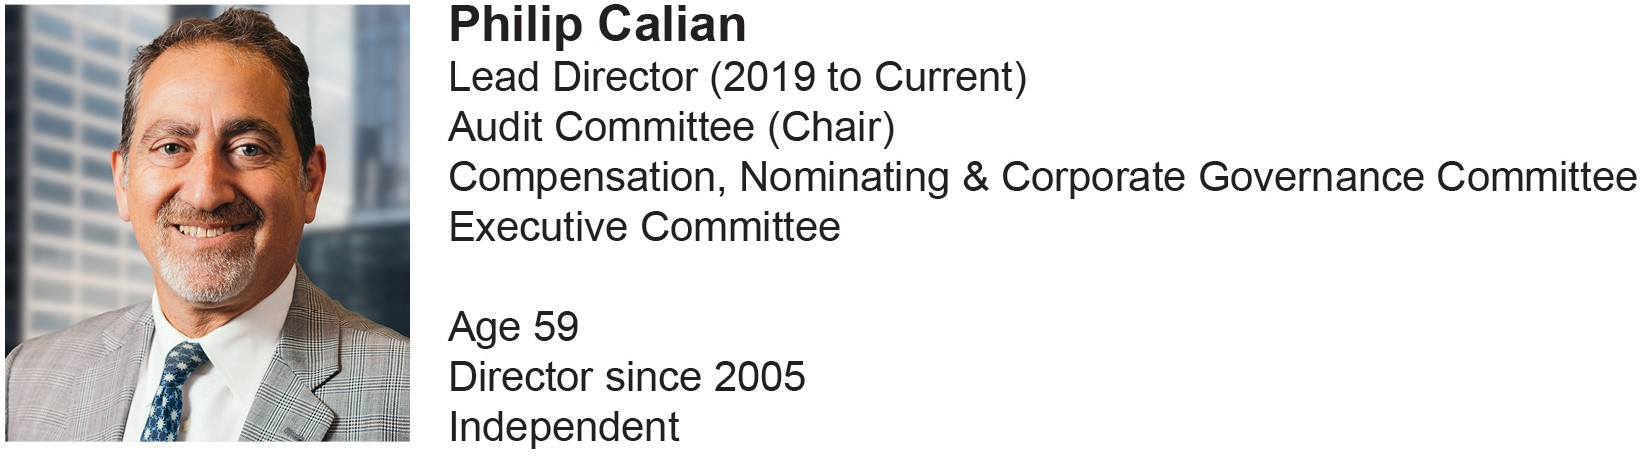 Philip Calian
Lead Director (2019 to Current)
Audit Committee (Chair)
Compensation, Nominating & Corporate Governance Committee
Executive Committee
Age 59
Director since 2005
Independent